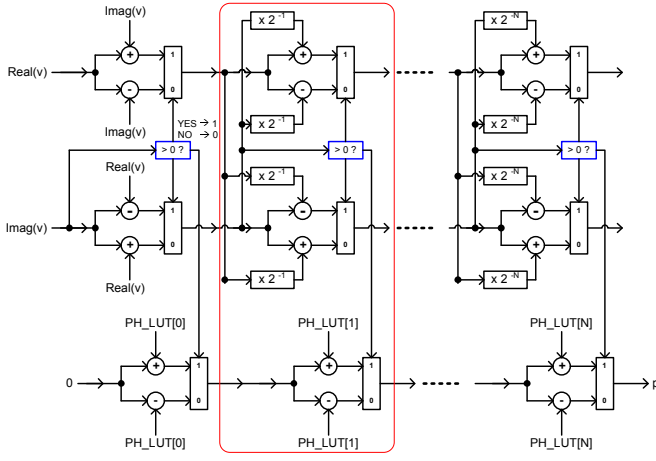 Imag(v)
x 2^-1
x 2^-N
+
1
+
1
+
1
Real(v)
-
0
-
0
-
0
Imag(v)
YES → 1
NO → 0
x 2^-1
x 2^-N
> 0 ?
> 0 ?
> 0 ?
Real(v)
x 2^-1
x 2^-N
-
1
-
1
-
1
Imag(v)
+
0
+
0
+
0
Real(v)
x 2^-1
x 2^-N
PH_LUT[0]
PH_LUT[1]
PH_LUT[N]
+
1
+
1
+
1
0
p
-
0
-
0
-
0
PH_LUT[0]
PH_LUT[1]
PH_LUT[N]